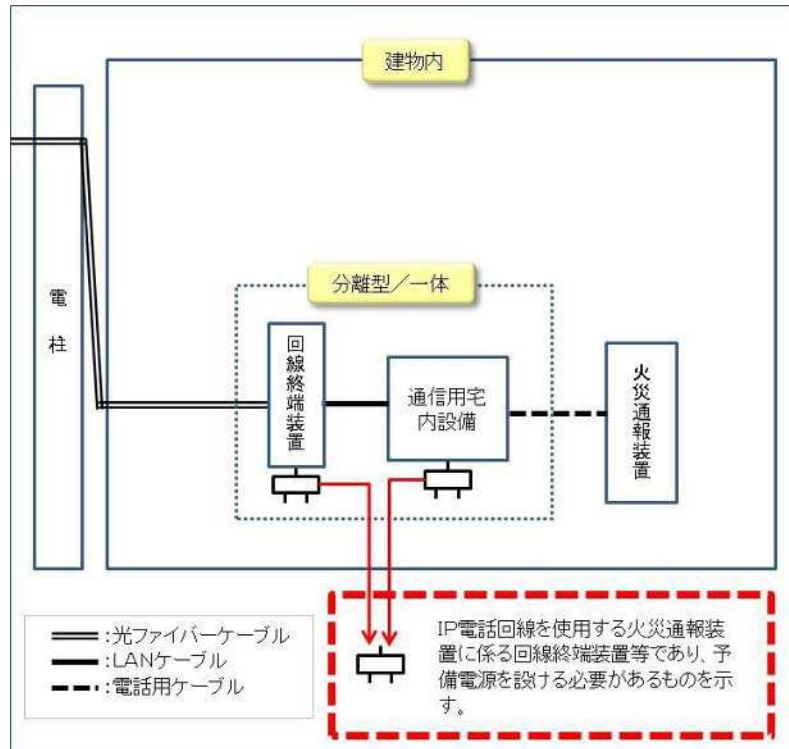 建物内
電柱
分離型／一体
回線終端装置
通信用宅
内設備
火災通報装置
:光ファイバーケーブル
:LANケーブル
:電話用ケーブル
IP電話回線を使用する火災通報装
置に係る回線終端装置等であり、予
備電源を設ける必要があるものを示
す。